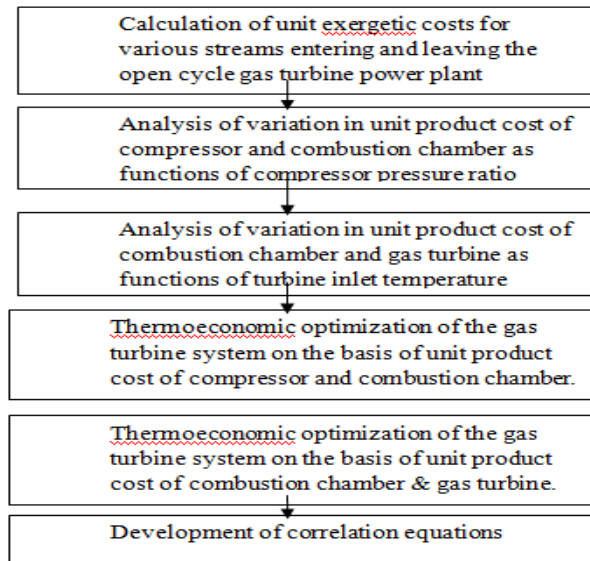 Calculation of unit exergetic costs for
various streams entering and leaving the
open cycle gas turbine power plant
Analysis of variation in unit product cost of
compressor and combustion chamber as
functions of compressor pressure ratio
Analysis of variation in unit product cost of
combustion chamber and gas turbine as
functions of turbine inlet temperature
Thermoeconomic optimization of the gas
turbine system on the basis of unit product
cost of compressor and combustion chamber.
Thermoeconomic optimization of the gas
turbine system on the basis of unit product
cost of combustion chamber & gas turbine.
Development of correlation equations